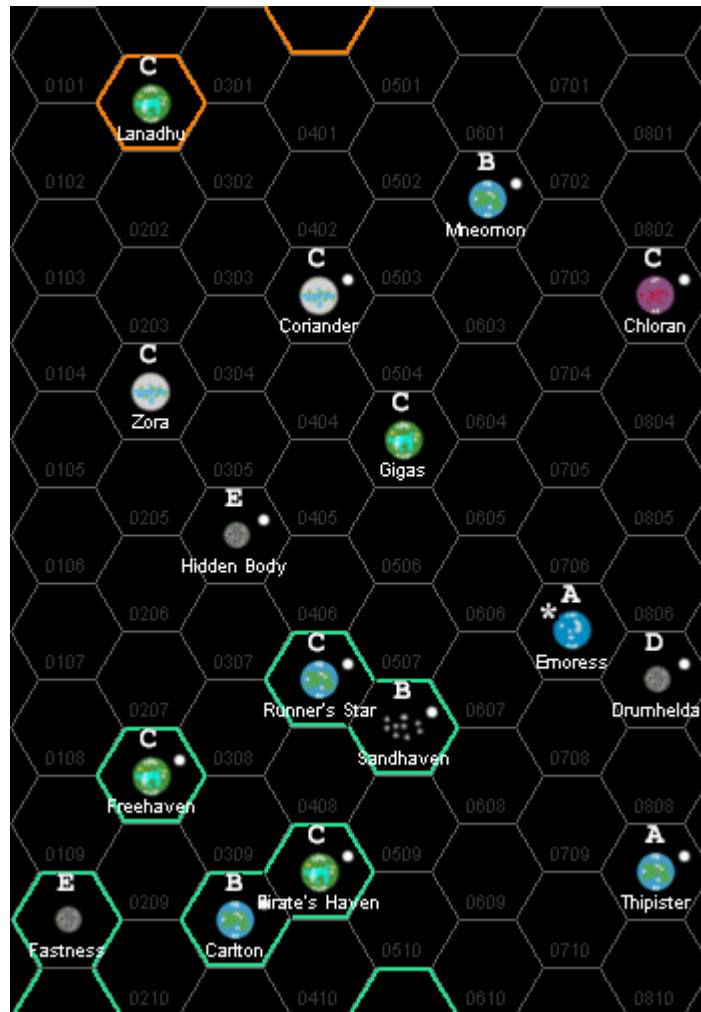 C
0101 0301 0501 0701
Lanadhu 0401 0601 0801
B
0102 0302 0502 0702
0202 0402 Mneomon 0802
C C
0103 0303 0503 0703
0203 Coriander 0603 Chloran
C
0104 0304 0504 0704
C
Zora 0404 0604 0804
0105 0305 Gigas 0705
E
0205 0405 0605 0805
0106 Hidden Body 0506 0706
A
*
0206 0406 0606 0806
C D
0107 0307 0507 Emoress
B
0207 Runner's Star 0607 Drumhelda
C
0108 0308 Sandhaven 0708
Freehaven 0408 0608 0808
C A
0109 0309 0509 0709
E B
0209 Pirate's Haven 0609 Thipister
Fastness Carlton 0510 0710
0210 0410 0610 0810